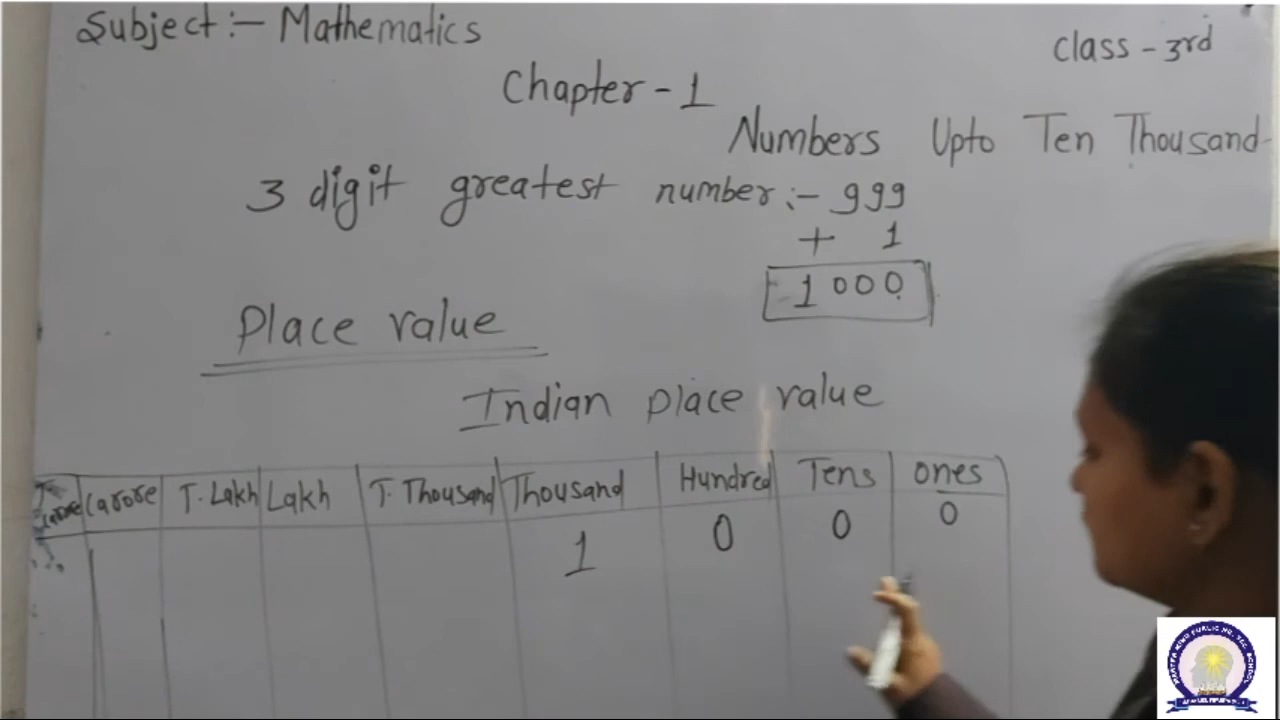 Subject :- Mathematics
Class - 3rd
Chapter - 1
Numbers Upto Ten Thousand
3 digit greatest number :- 999
+ 1
1000
Place value
Indian place value
Carore T. Lakh Lakh T. Thousand Thousand Hundred Tens ones
1 0 0 0